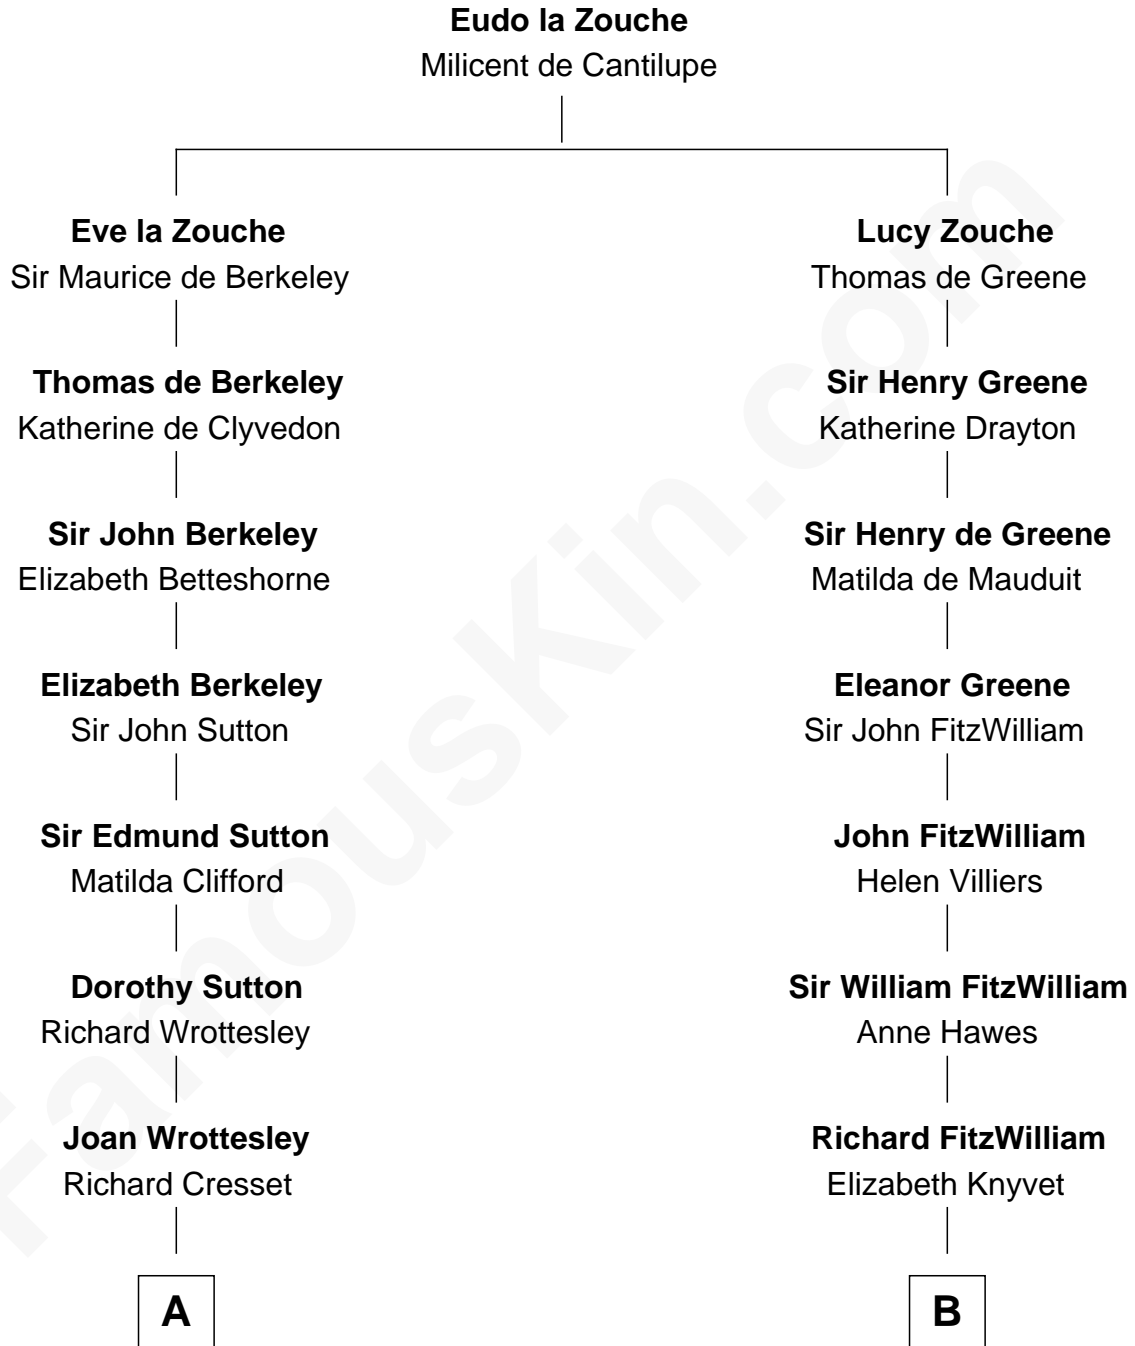 Eudo la Zouche
Milicent de Cantilupe
Eve la Zouche
Sir Maurice de Berkeley
Lucy Zouche
Thomas de Greene
Thomas de Berkeley
Katherine de Clyvedon
Sir Henry Greene
Katherine Drayton
Sir John Berkeley
Elizabeth Betteshorne
Sir Henry de Greene
Matilda de Mauduit
Elizabeth Berkeley
Sir John Sutton
Eleanor Greene
Sir John FitzWilliam
Sir Edmund Sutton
Matilda Clifford
John FitzWilliam
Helen Villiers
Dorothy Sutton
Richard Wrottesley
Sir William FitzWilliam
Anne Hawes
Joan Wrottesley
Richard Cresset
Richard FitzWilliam
Elizabeth Knyvet
A
B
FamousKin.com